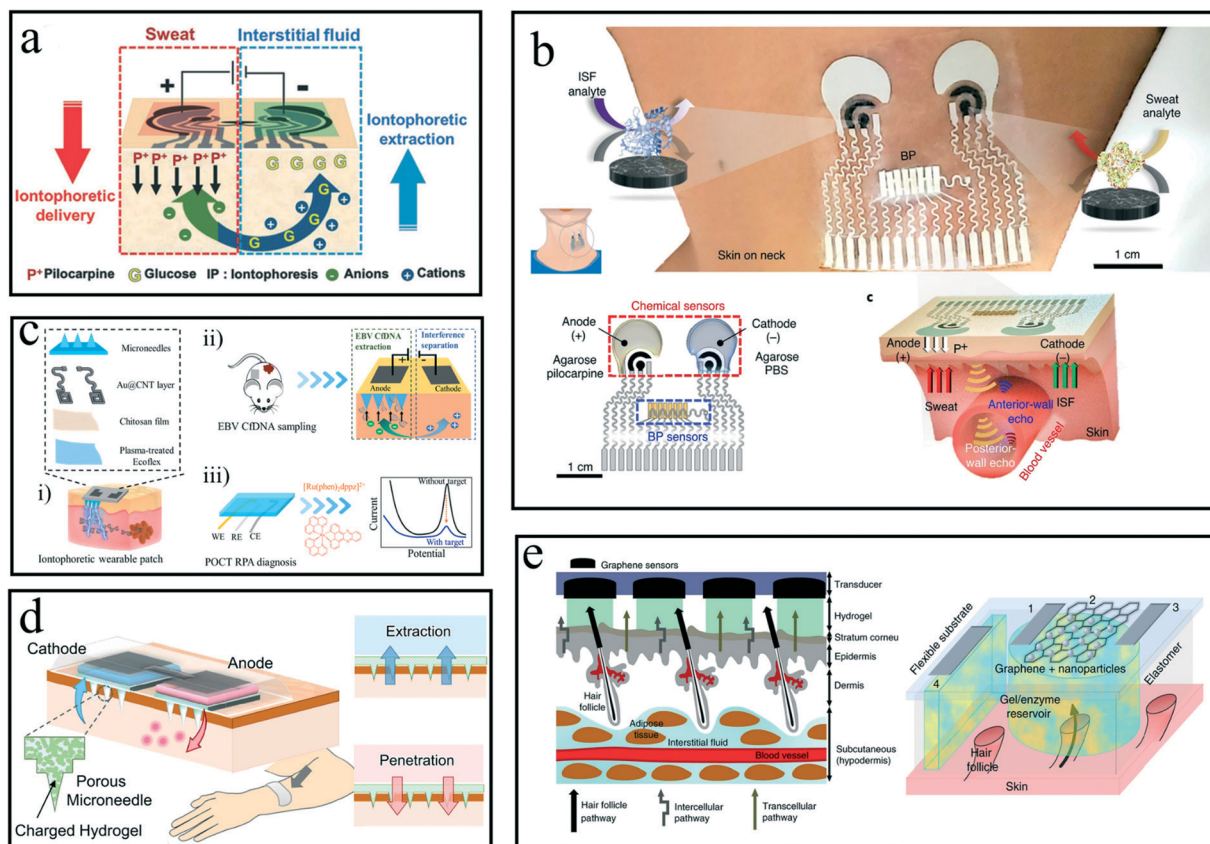 a
Sweat
Interstitial fluid
+
-
Iontophoretic
delivery
Iontophoretic
extraction
P+ P+ P+ P+ P+
G G G G
G
G
G
P+ Pilocarpine G Glucose IP : Iontophoresis - Anions + Cations
b
ISF
analyte
Sweat
analyte
BP
Skin on neck
1 cm
Chemical sensors
Anode
(+)
Cathode
(−)
Agarose
pilocarpine
Agarose
PBS
BP sensors
1 cm
c
Anode
(+)
P+
Cathode
(−)
Sweat
Anterior-wall
echo
ISF
Posterior-
wall echo
Blood vessel
Skin
c
Microneedles
Au@CNT layer
Chitosan film
Plasma-treated
Ecoflex
i)
Iontophoretic wearable patch
ii)
EBV CfDNA sampling
EBV CfDNA
extraction
Interference
separation
+
-
Anode
Cathode
iii)
WE RE CE
POCT RPA diagnosis
[Ru(phen)2dppz]2+
Current
Without target
With target
Potential
d
Cathode
Anode
Porous
Microneedle
Charged Hydrogel
Extraction
Penetration
e
Graphene sensors
Transducer
Hydrogel
Stratum corneu
Epidermis
Dermis
Hair
follicle
Adipose
tissue
Interstitial fluid
Blood vessel
Subcutaneous
(hypodermis)
Hair follicle
pathway
Intercellular
pathway
Transcellular
pathway
Flexible substrate
1
2
3
4
Graphene + nanoparticles
Elastomer
Gel/enzyme
reservoir
Hair
follicle
Skin